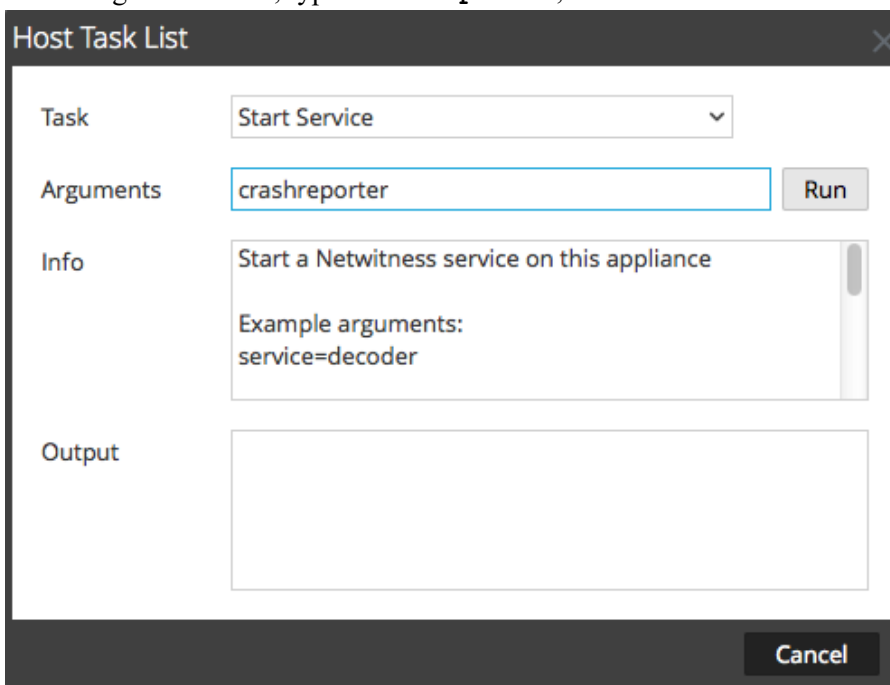 Host Task List
Task
Start Service
Arguments
crashreporter
Run
Info
Start a Netwitness service on this appliance
Example arguments:
service=decoder
Output
Cancel